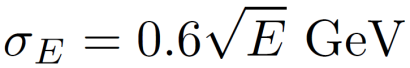 σ_E = 0.6√E GeV